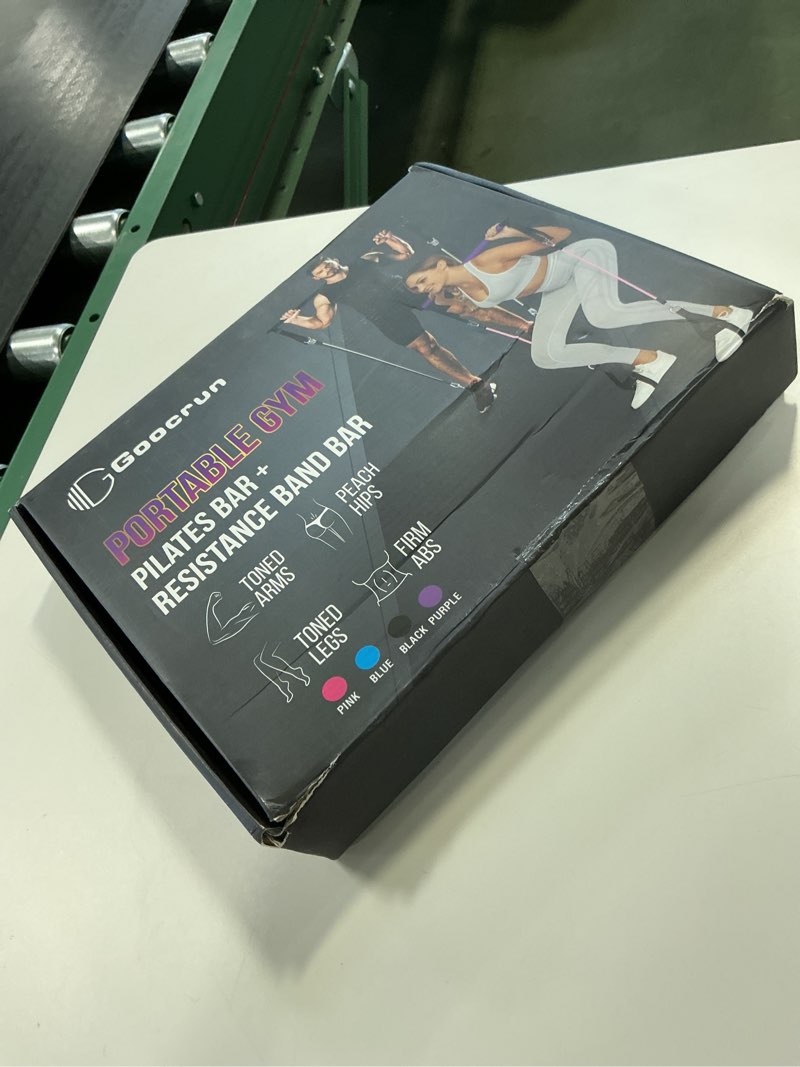 Goocrun
PORTABLE GYM
PILATES BAR +
RESISTANCE BAND BAR
TONED
ARMS
PEACH
HIPS
TONED
LEGS
FIRM
ABS
PINK
BLUE
BLACK
PURPLE